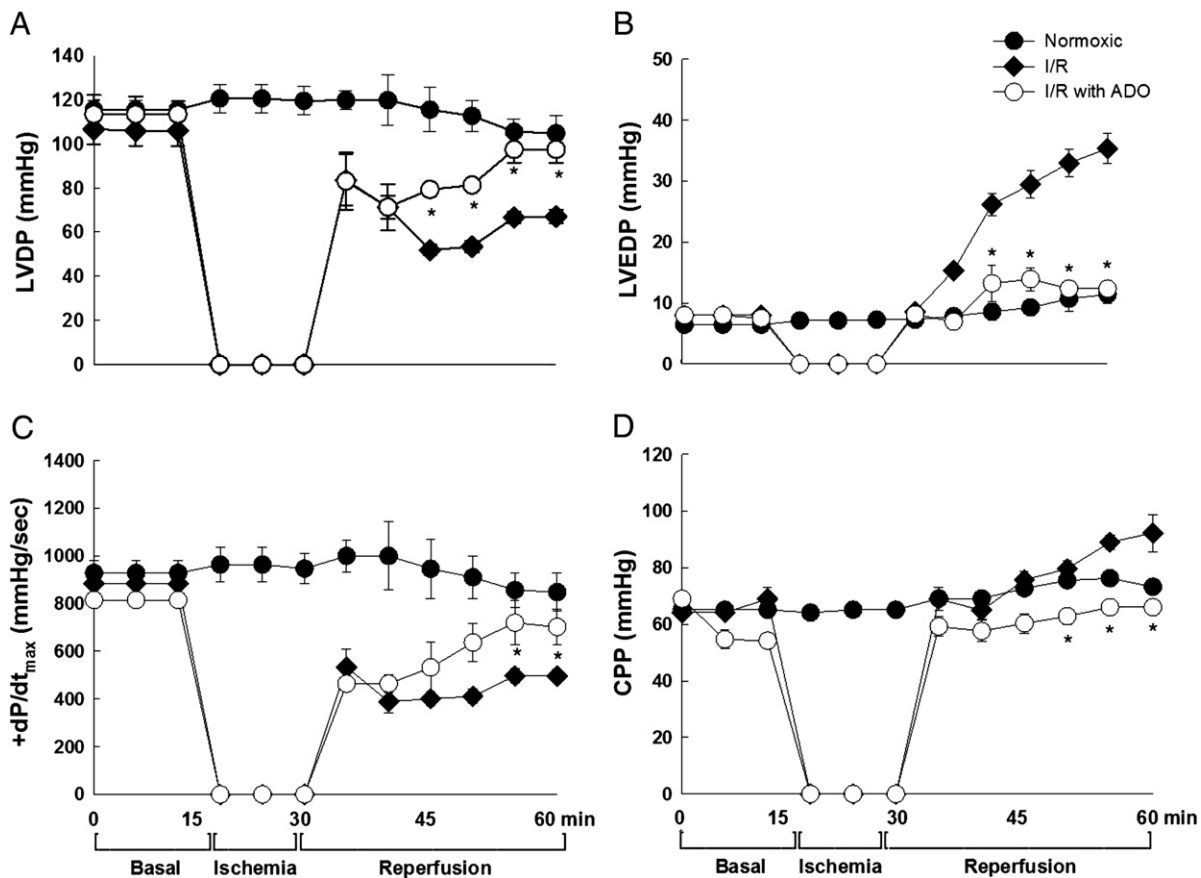 A
LVDP (mmHg)
140
120
100
80
60
40
20
0
*
*
*
*
B
Normoxic
I/R
I/R with ADO
LVEDP (mmHg)
50
40
30
20
10
0
*
*
*
*
C
+dP/dtmax (mmHg/sec)
1400
1200
1000
800
600
400
200
0
*
*
0 15 30 45 60 min
Basal Ischemia Reperfusion
D
CPP (mmHg)
120
100
80
60
40
20
0
*
*
*
0 15 30 45 60 min
Basal Ischemia Reperfusion